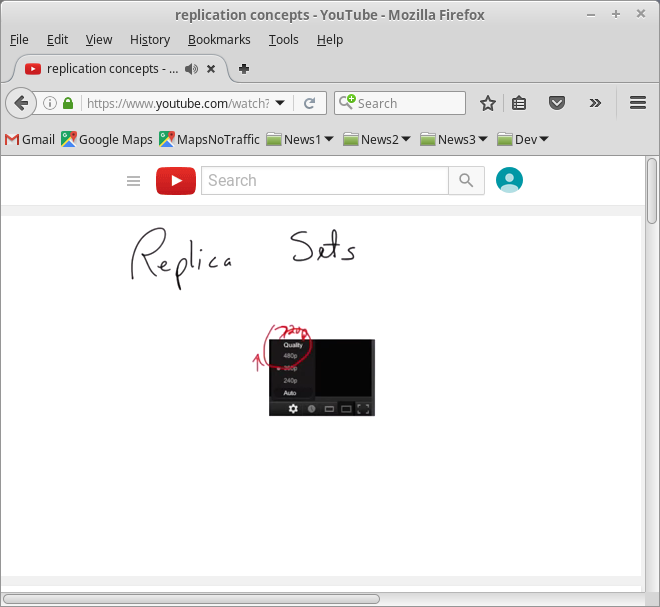 replication concepts - YouTube - Mozilla Firefox
File Edit View History Bookmarks Tools Help
replication concepts - ...
https://www.youtube.com/watch? Search
Gmail Google Maps MapsNoTraffic News1 News2 News3 Dev
Search
Replica Sets
720p
Quality
480p
360p
240p
Auto